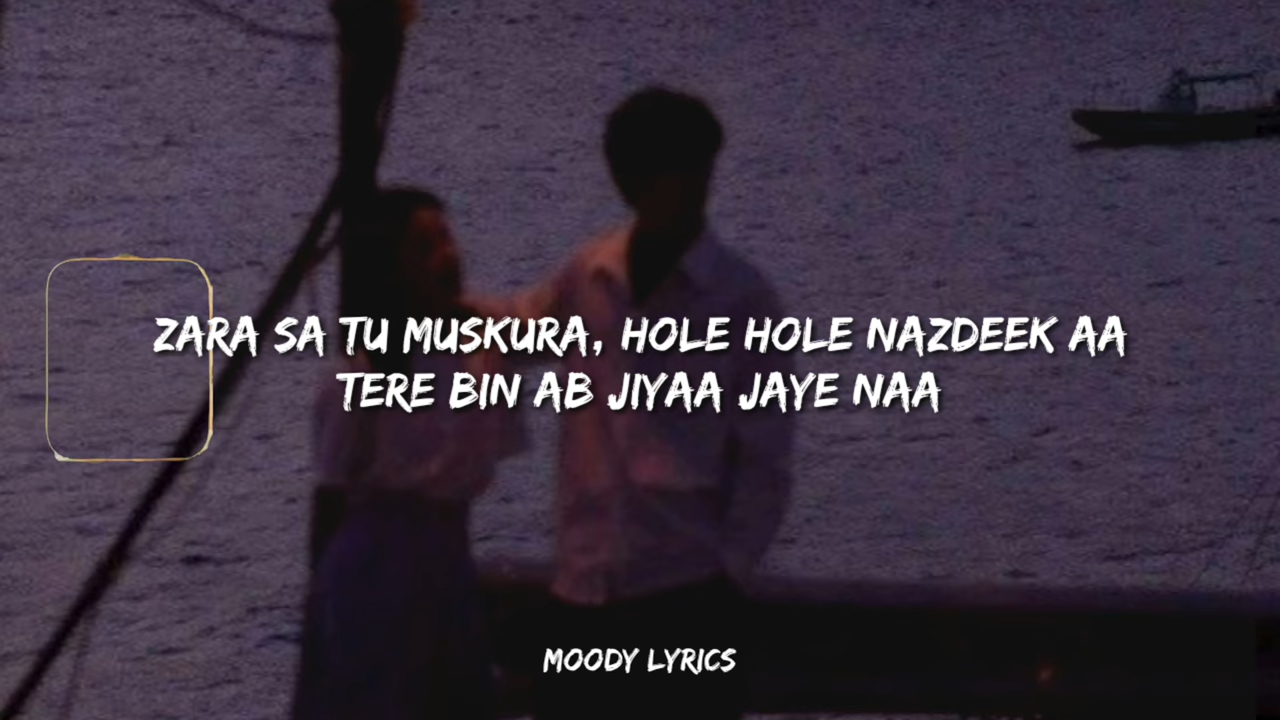 ZARA SA TU MUSKURA, HOLE HOLE NAZDEEK AA
TERE BIN AB JIYAA JAYE NAA
MOODY LYRICS